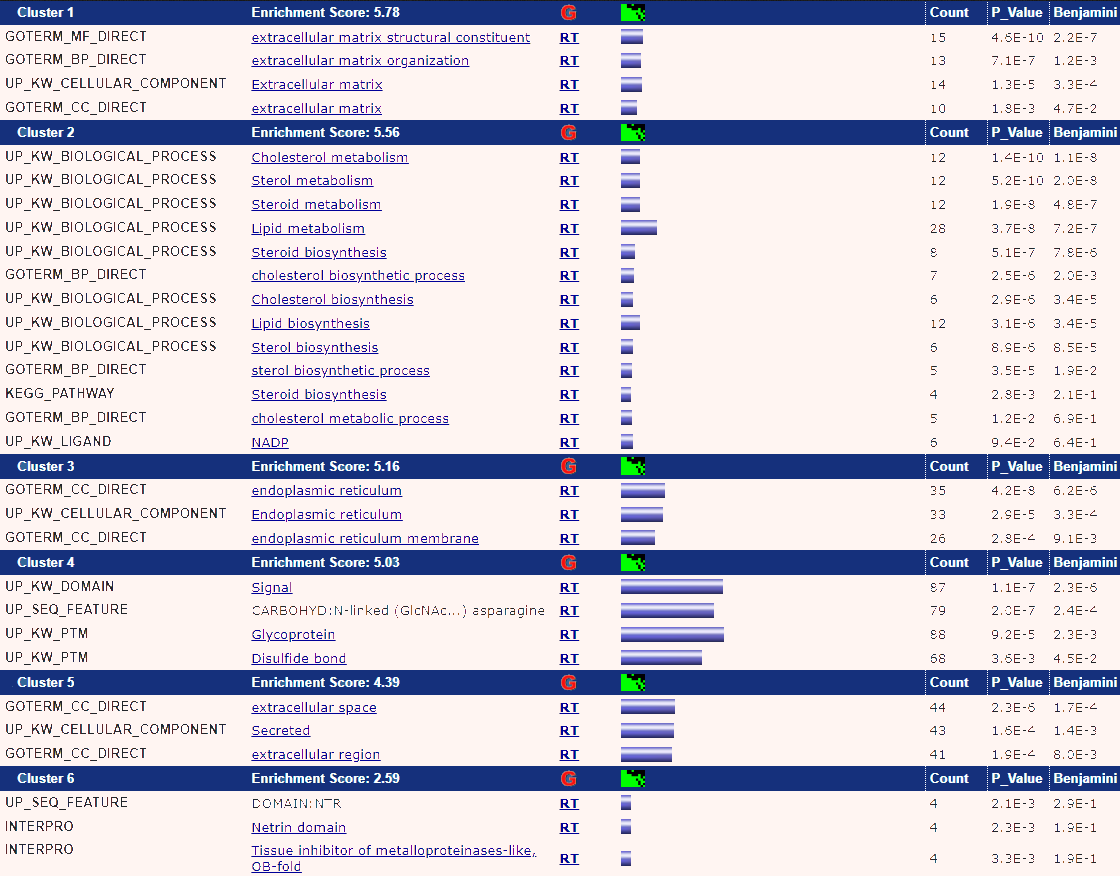 Cluster 1 Enrichment Score: 5.78 G Count P_Value Benjamini
GOTERM_MF_DIRECT extracellular matrix structural constituent RT 15 4.6E-10 2.2E-7
GOTERM_BP_DIRECT extracellular matrix organization RT 13 7.1E-7 1.2E-3
UP_KW_CELLULAR_COMPONENT Extracellular matrix RT 14 1.3E-5 3.3E-4
GOTERM_CC_DIRECT extracellular matrix RT 10 1.8E-3 4.7E-2
Cluster 2 Enrichment Score: 5.56 G Count P_Value Benjamini
UP_KW_BIOLOGICAL_PROCESS Cholesterol metabolism RT 12 1.4E-10 1.1E-8
UP_KW_BIOLOGICAL_PROCESS Sterol metabolism RT 12 5.2E-10 2.0E-8
UP_KW_BIOLOGICAL_PROCESS Steroid metabolism RT 12 1.9E-8 4.8E-7
UP_KW_BIOLOGICAL_PROCESS Lipid metabolism RT 28 3.7E-8 7.2E-7
UP_KW_BIOLOGICAL_PROCESS Steroid biosynthesis RT 8 5.1E-7 7.8E-6
GOTERM_BP_DIRECT cholesterol biosynthetic process RT 7 2.5E-6 2.0E-3
UP_KW_BIOLOGICAL_PROCESS Cholesterol biosynthesis RT 6 2.9E-6 3.4E-5
UP_KW_BIOLOGICAL_PROCESS Lipid biosynthesis RT 12 3.1E-6 3.4E-5
UP_KW_BIOLOGICAL_PROCESS Sterol biosynthesis RT 6 8.9E-6 8.5E-5
GOTERM_BP_DIRECT sterol biosynthetic process RT 5 3.5E-5 1.9E-2
KEGG_PATHWAY Steroid biosynthesis RT 4 2.8E-3 2.1E-1
GOTERM_BP_DIRECT cholesterol metabolic process RT 5 1.2E-2 6.9E-1
UP_KW_LIGAND NADP RT 6 9.4E-2 6.4E-1
Cluster 3 Enrichment Score: 5.16 G Count P_Value Benjamini
GOTERM_CC_DIRECT endoplasmic reticulum RT 35 4.2E-8 6.2E-6
UP_KW_CELLULAR_COMPONENT Endoplasmic reticulum RT 33 2.9E-5 3.3E-4
GOTERM_CC_DIRECT endoplasmic reticulum membrane RT 26 2.8E-4 9.1E-3
Cluster 4 Enrichment Score: 5.03 G Count P_Value Benjamini
UP_KW_DOMAIN Signal RT 87 1.1E-7 2.3E-6
UP_SEQ_FEATURE CARBOHYD:N-linked (GlcNAc...) asparagine RT 79 2.0E-7 2.4E-4
UP_KW_PTM Glycoprotein RT 88 9.2E-5 2.3E-3
UP_KW_PTM Disulfide bond RT 68 3.6E-3 4.5E-2
Cluster 5 Enrichment Score: 4.39 G Count P_Value Benjamini
GOTERM_CC_DIRECT extracellular space RT 44 2.3E-6 1.7E-4
UP_KW_CELLULAR_COMPONENT Secreted RT 43 1.6E-4 1.4E-3
GOTERM_CC_DIRECT extracellular region RT 41 1.9E-4 8.0E-3
Cluster 6 Enrichment Score: 2.59 G Count P_Value Benjamini
UP_SEQ_FEATURE DOMAIN:NTR RT 4 2.1E-3 2.9E-1
INTERPRO Netrin domain RT 4 2.3E-3 1.9E-1
INTERPRO Tissue inhibitor of metalloproteinases-like,
OB-fold RT 4 3.3E-3 1.9E-1